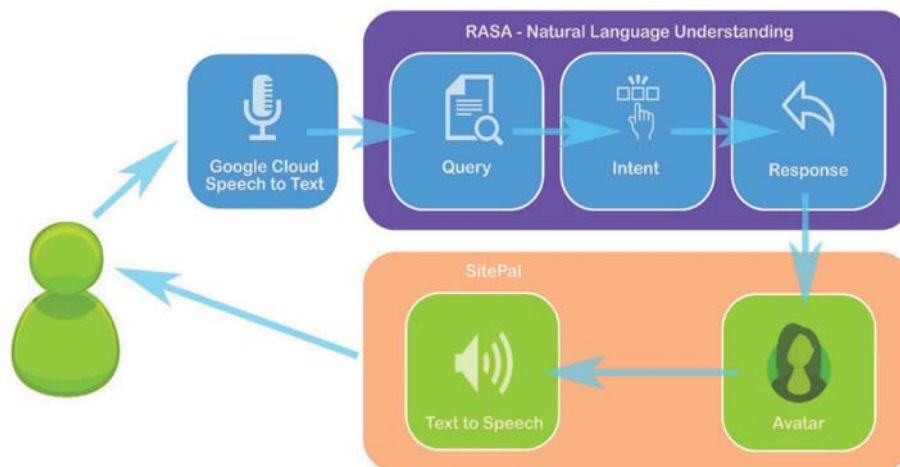 RASA - Natural Language Understanding
Google Cloud
Speech to Text
Query
Intent
Response
SitePal
Text to Speech
Avatar